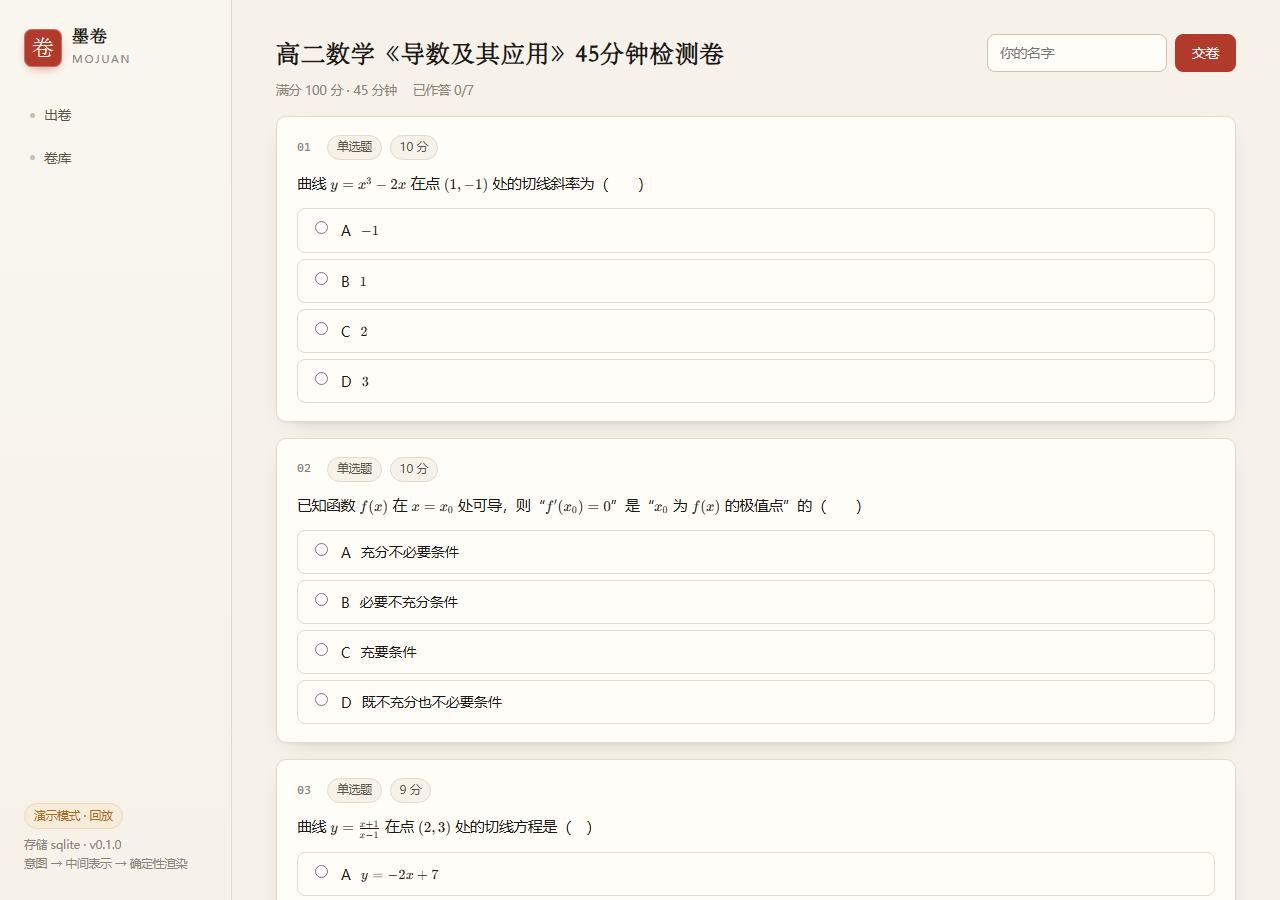 卷
墨卷
MOJUAN
出卷
卷库
演示模式 · 回放
存储 sqlite · v0.1.0
意图 → 中间表示 → 确定性渲染
高二数学《导数及其应用》45分钟检测卷
满分 100 分 · 45 分钟 已作答 0/7
你的名字
交卷
01 单选题 10 分
曲线 y = x³ − 2x 在点 (1, −1) 处的切线斜率为（  ）
A −1
B 1
C 2
D 3
02 单选题 10 分
已知函数 f(x) 在 x = x₀ 处可导，则“f′(x₀) = 0”是“x₀ 为 f(x) 的极值点”的（  ）
A 充分不必要条件
B 必要不充分条件
C 充要条件
D 既不充分也不必要条件
03 单选题 9 分
曲线 y = (x+1)/(x−1) 在点 (2, 3) 处的切线方程是（ ）
A y = −2x + 7